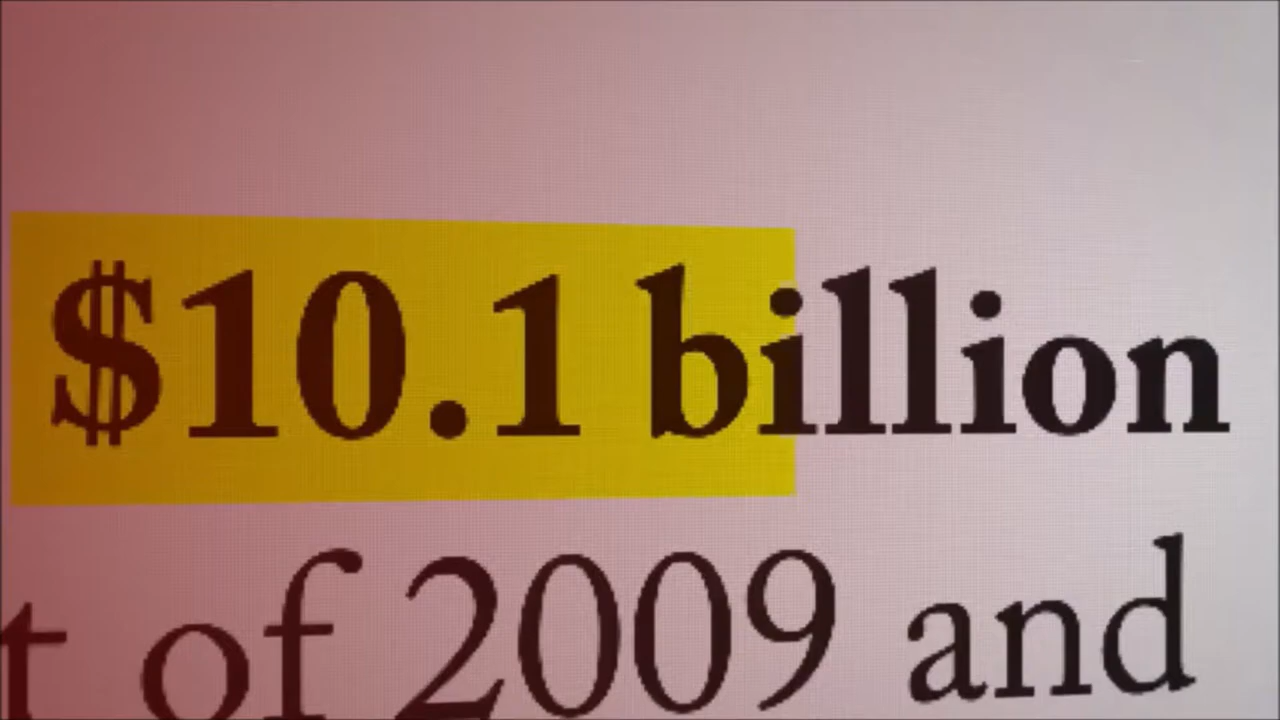 $10.1 billion
t of 2009 and